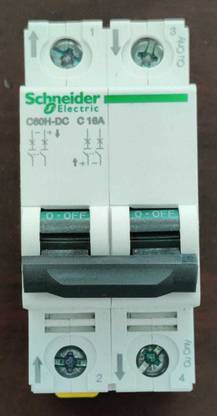 1
3
Cu Only
Schneider
Electric
C60H-DC C 16A
- + 
+ -
O - OFF O - OFF
2
4
Cu Only